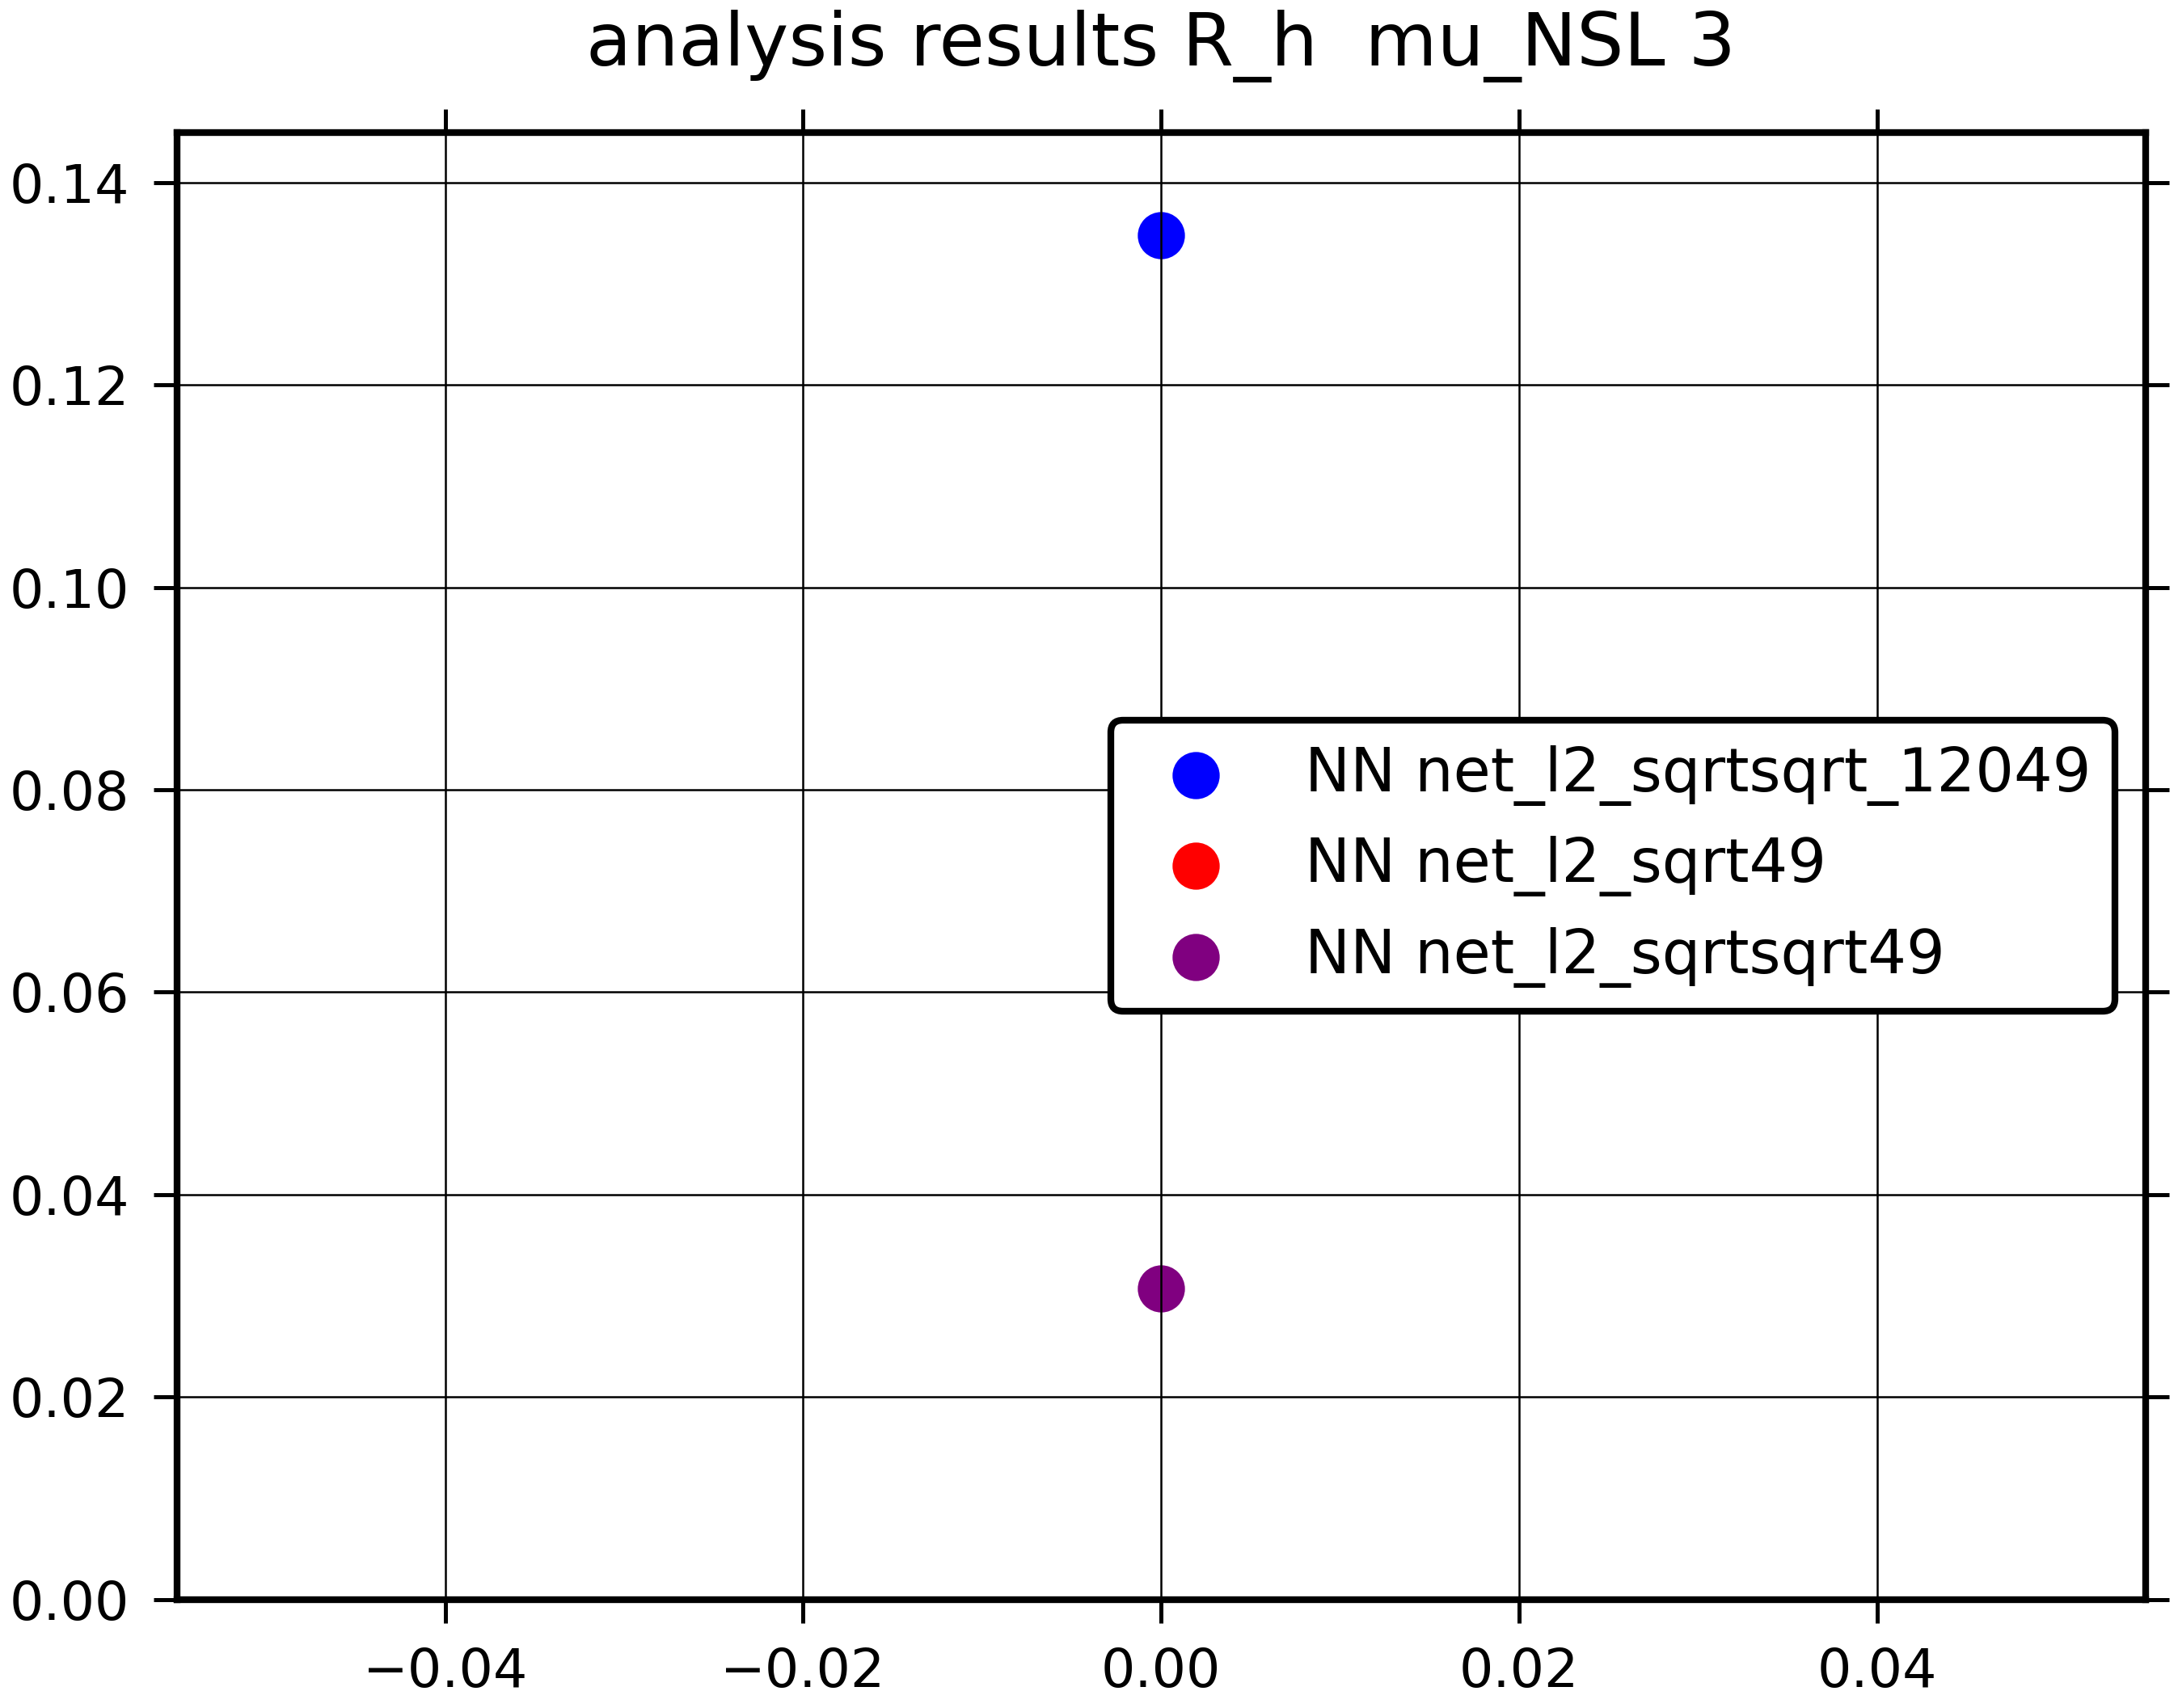 analysis results R_h  mu_NSL 3
0.14
0.12
0.10
0.08
0.06
0.04
0.02
0.00
NN net_l2_sqrtsqrt_12049
NN net_l2_sqrt49
NN net_l2_sqrtsqrt49
−0.04 −0.02 0.00 0.02 0.04